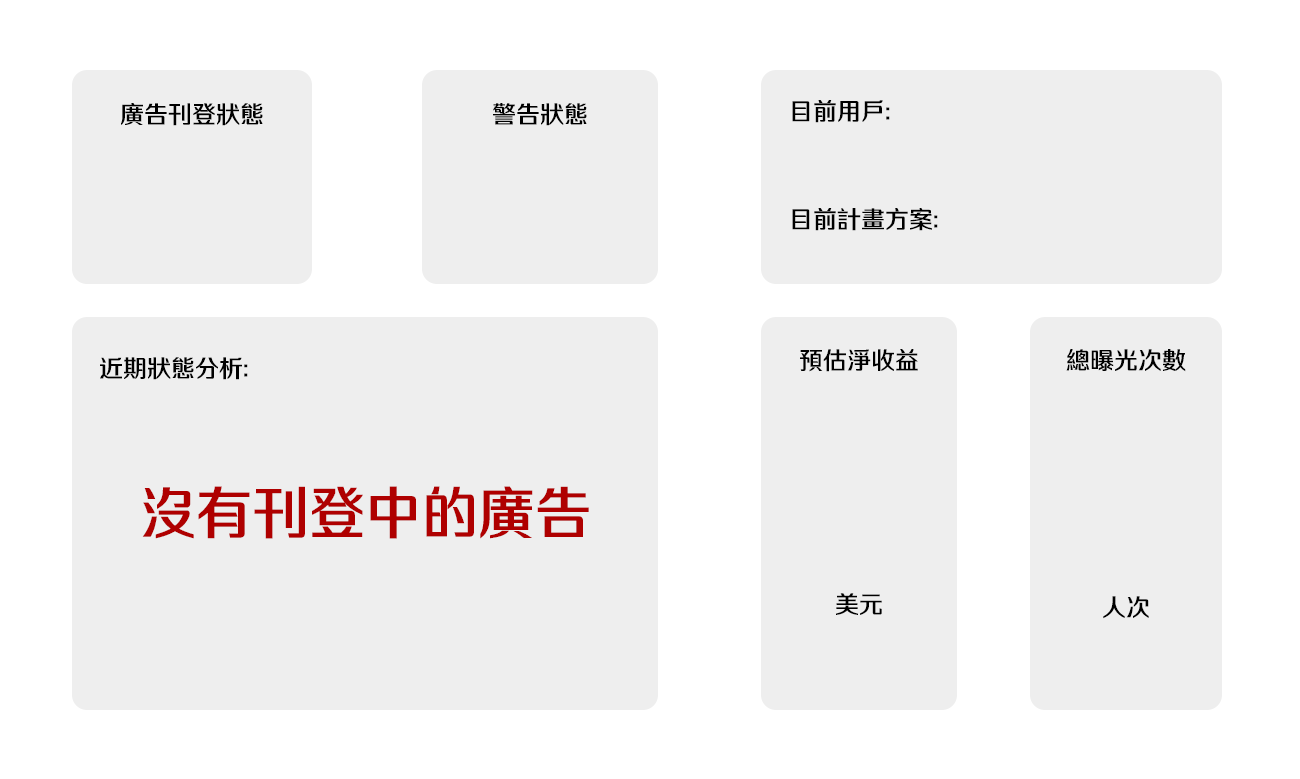 廣告刊登狀態
警告狀態
目前用戶:
目前計畫方案:
近期狀態分析:
沒有刊登中的廣告
預估淨收益
美元
總曝光次數
人次